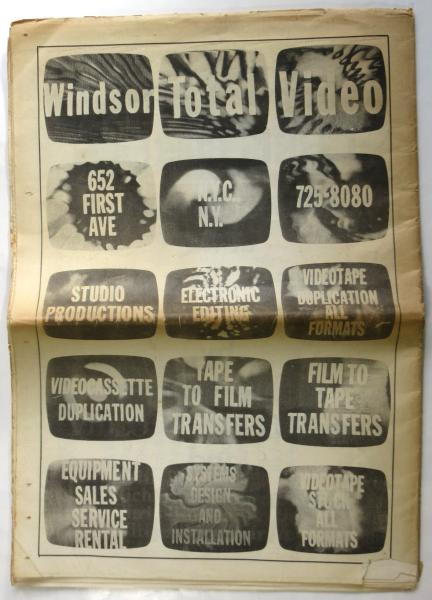 Windsor Total Video
652
FIRST
AVE
N.Y.C.
N.Y.
725-8080
STUDIO
PRODUCTIONS
ELECTRONIC
EDITING
VIDEOTAPE
DUPLICATION
ALL
FORMATS
VIDEOCASSETTE
DUPLICATION
TAPE
TO FILM
TRANSFERS
FILM TO
TAPE
TRANSFERS
EQUIPMENT
SALES
SERVICE
RENTAL
SYSTEMS
DESIGN
AND
INSTALLATION
VIDEOTAPE
STOCK
ALL
FORMATS